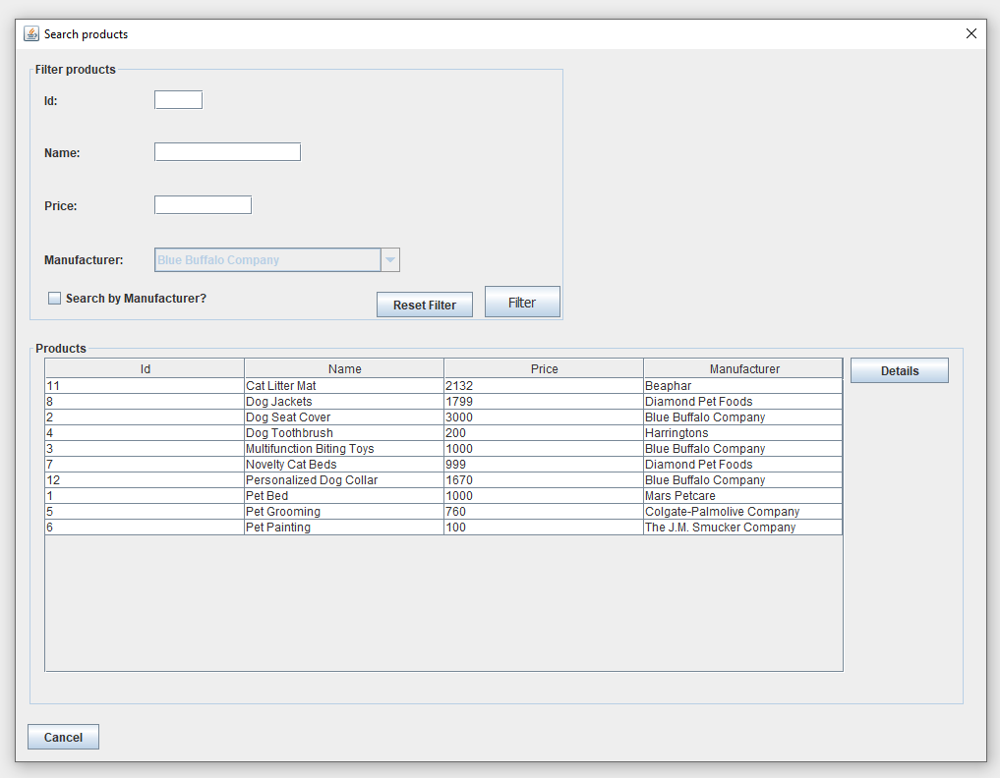 Search products
Filter products
Id:
Name:
Price:
Manufacturer: Blue Buffalo Company
Search by Manufacturer? Reset Filter Filter
Products
Id Name Price Manufacturer Details
11 Cat Litter Mat 2132 Beaphar
8 Dog Jackets 1799 Diamond Pet Foods
2 Dog Seat Cover 3000 Blue Buffalo Company
4 Dog Toothbrush 200 Harringtons
3 Multifunction Biting Toys 1000 Blue Buffalo Company
7 Novelty Cat Beds 999 Diamond Pet Foods
12 Personalized Dog Collar 1670 Blue Buffalo Company
1 Pet Bed 1000 Mars Petcare
5 Pet Grooming 760 Colgate-Palmolive Company
6 Pet Painting 100 The J.M. Smucker Company
Cancel